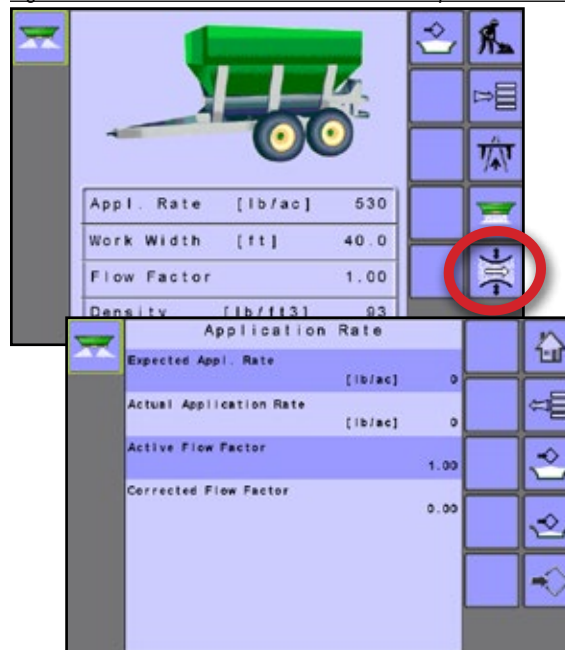 Appl. Rate [lb/ac] 530
Work Width [ft] 40.0
Flow Factor 1.00
Density [lb/ft3] 93
Application Rate
Expected Appl. Rate
[lb/ac] 0
Actual Application Rate
[lb/ac] 0
Active Flow Factor
1.00
Corrected Flow Factor
0.00